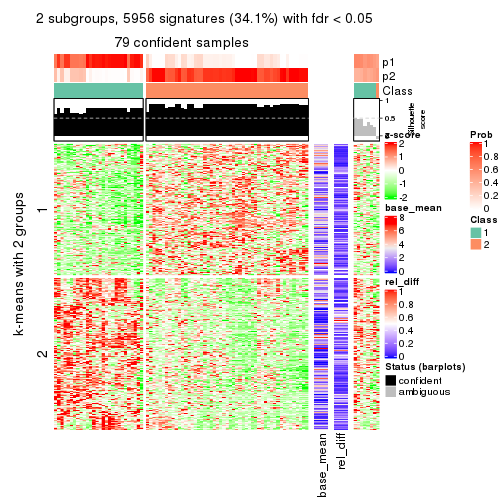 2 subgroups, 5956 signatures (34.1%) with fdr < 0.05
79 confident samples
p1
p2
Class
1
0.5
0
Silhouette
score
k-means with 2 groups
1
2
base_mean
rel_diff
z-score
2
1
0
-1
-2
base_mean
8
6
4
2
0
rel_diff
1
0.8
0.6
0.4
0.2
0
Status (barplots)
confident
ambiguous
Prob
1
0.8
0.6
0.4
0.2
0
Class
1
2